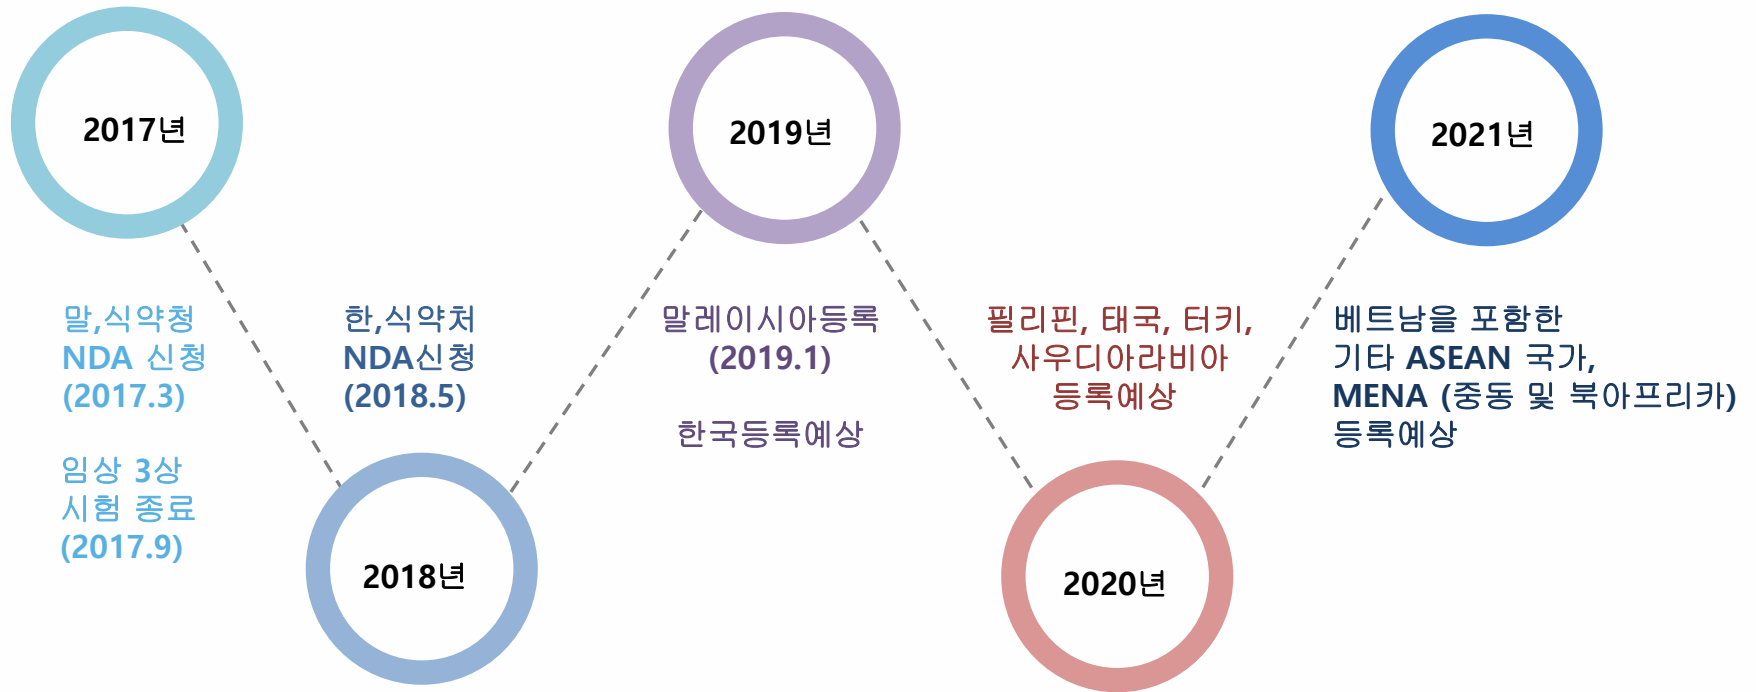 2017년
말,식약청
NDA 신청
(2017.3)
임상 3상
시험 종료
(2017.9)
한,식약처
NDA신청
(2018.5)
2018년
2019년
말레이시아등록
(2019.1)
한국등록예상
필리핀, 태국, 터키,
사우디아라비아
등록예상
2020년
2021년
베트남을 포함한
기타 ASEAN 국가,
MENA (중동 및 북아프리카)
등록예상